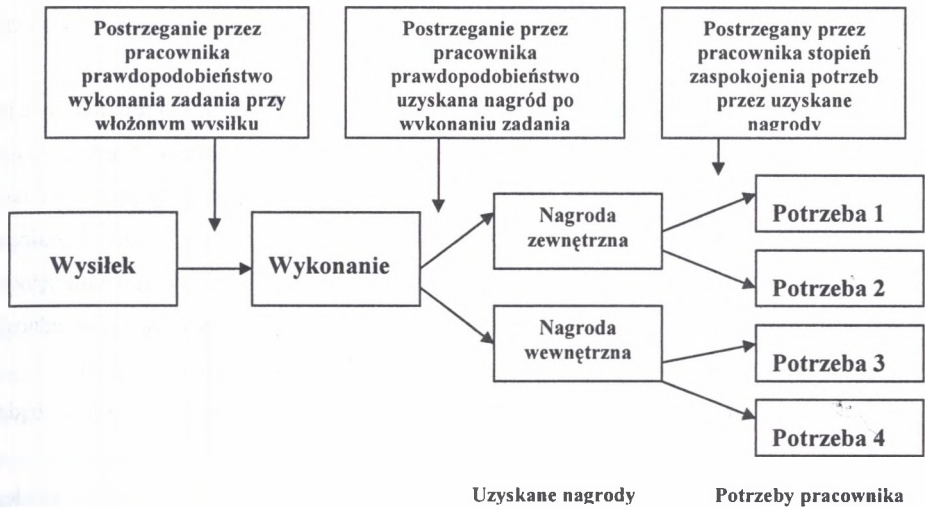 Postrzeganie przez
pracownika
prawdopodobieństwo
wykonania zadania przy
włożonym wysiłku
Postrzeganie przez
pracownika
prawdopodobieństwo
uzyskana nagród po
wykonaniu zadania
Postrzegany przez
pracownika stopień
zaspokojenia potrzeb
przez uzyskane
nagrody
Wysiłek
Wykonanie
Nagroda
zewnętrzna
Nagroda
wewnętrzna
Potrzeba 1
Potrzeba 2
Potrzeba 3
Potrzeba 4
Uzyskane nagrody
Potrzeby pracownika